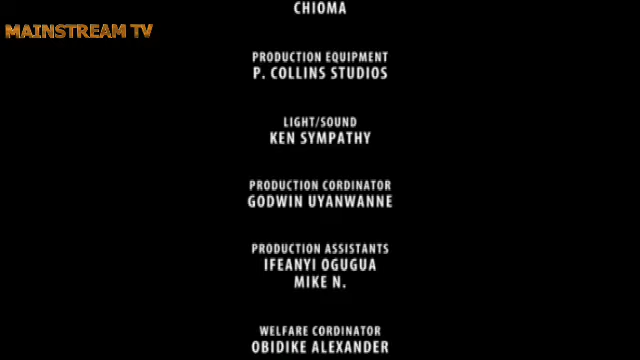 CHIOMA
MAINSTREAM TV
PRODUCTION EQUIPMENT
P. COLLINS STUDIOS
LIGHT/SOUND
KEN SYMPATHY
PRODUCTION CORDINATOR
GODWIN UYANWANNE
PRODUCTION ASSISTANTS
IFEANYI OGUGUA
MIKE N.
WELFARE CORDINATOR
OBIDIKE ALEXANDER